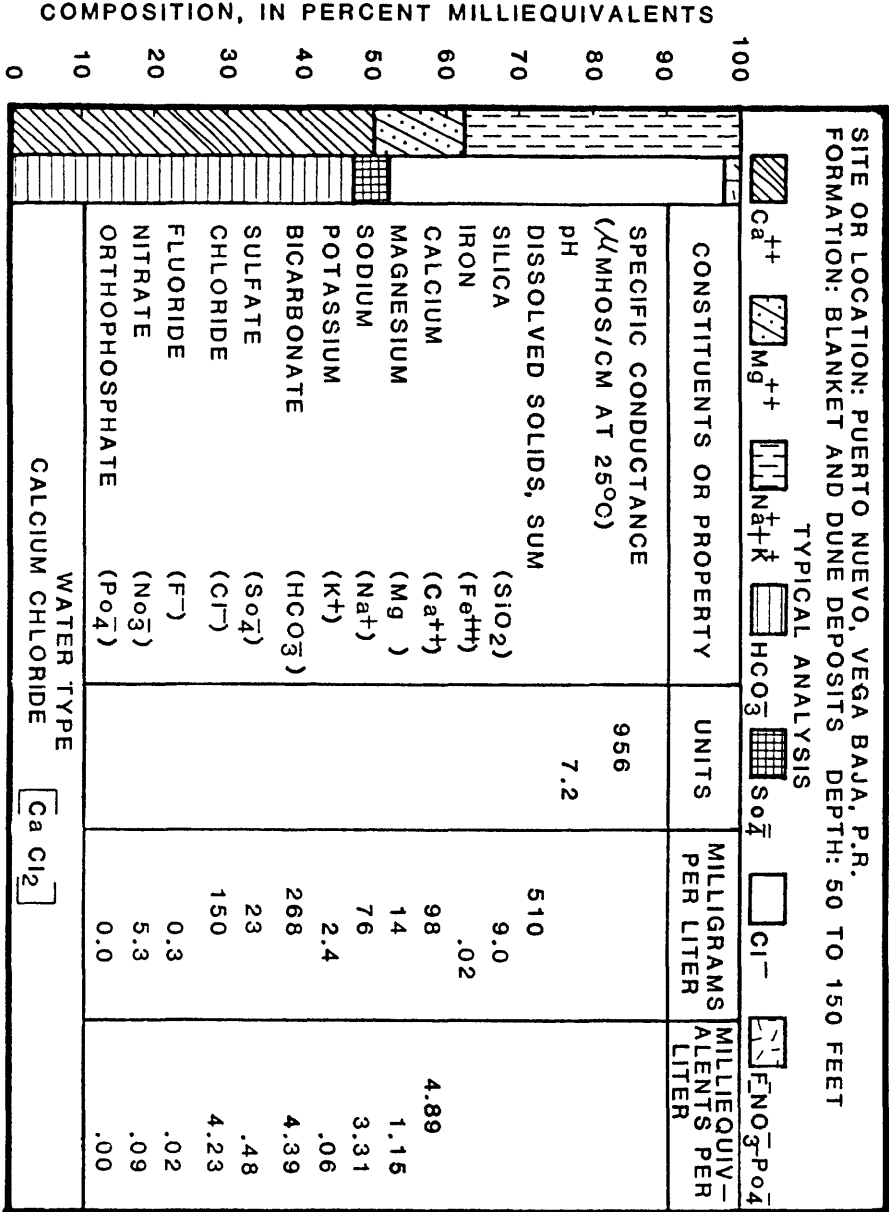 SITE OR LOCATION: PUERTO NUEVO, VEGA BAJA, P.R.
FORMATION: BLANKET AND DUNE DEPOSITS DEPTH: 50 TO 150 FEET
TYPICAL ANALYSIS
Ca++ Mg++ Na++K+ HCO3− So4= Cl− F−NO3−Po4=
COMPOSITION, IN PERCENT MILLIEQUIVALENTS
100
90
80
70
60
50
40
30
20
10
0
CONSTITUENTS OR PROPERTY UNITS MILLIGRAMS PER LITER MILLIEQUIV–ALENTS PER LITER
SPECIFIC CONDUCTANCE
(μMHOS/CM AT 25°C) 956
pH 7.2
DISSOLVED SOLIDS, SUM 510
SILICA (SiO2) 9.0
IRON (Fe+++) .02
CALCIUM (Ca++) 98 4.89
MAGNESIUM (Mg ) 14 1.15
SODIUM (Na+) 76 3.31
POTASSIUM (K+) 2.4 .06
BICARBONATE (HCO3−) 268 4.39
SULFATE (So4=) 23 .48
CHLORIDE (Cl−) 150 4.23
FLUORIDE (F−) 0.3 .02
NITRATE (No3−) 5.3 .09
ORTHOPHOSPHATE (Po4=) 0.0 .00
WATER TYPE
CALCIUM CHLORIDE [Ca Cl2]